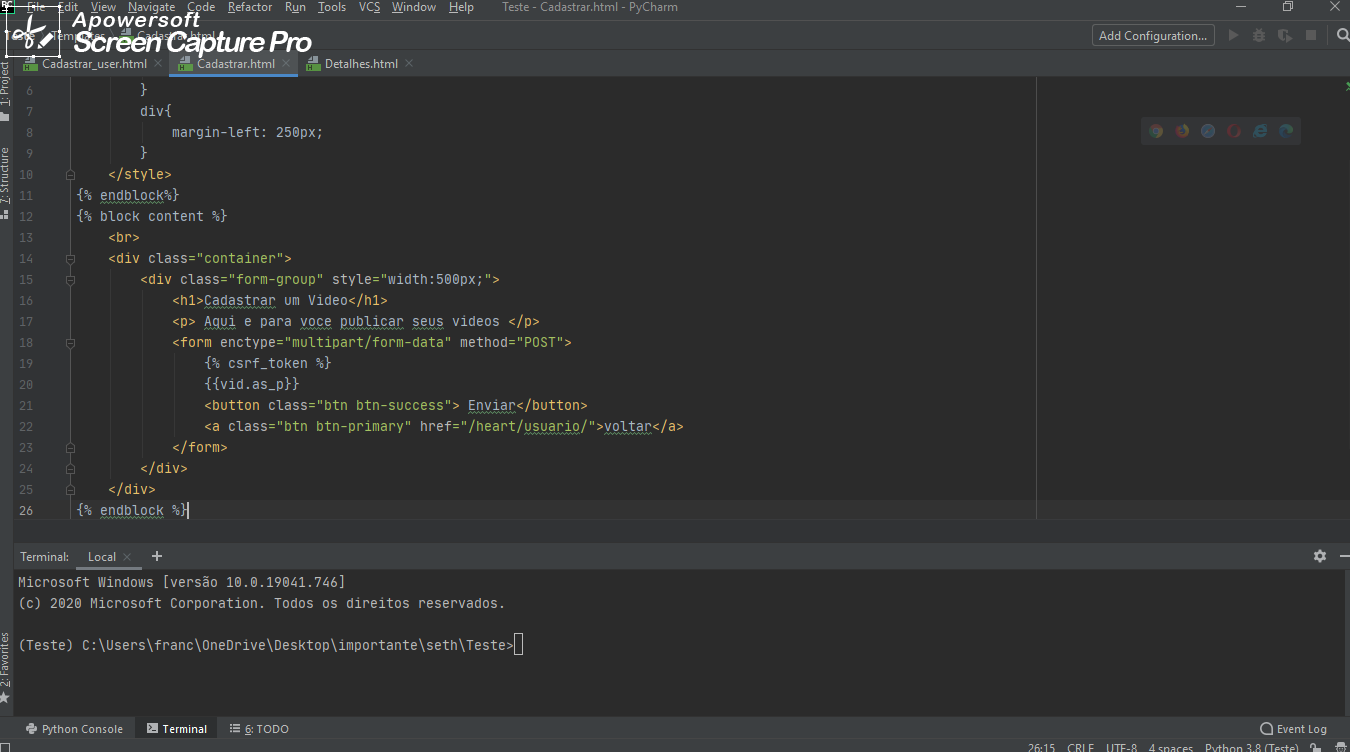 File Edit View Navigate Code Refactor Run Tools VCS Window Help Teste - Cadastrar.html - PyCharm
Apowersoft
Screen Capture Pro
Teste Templates Cadastrar.html
Add Configuration...
Cadastrar_user.html Cadastrar.html Detalhes.html
1: Project
7: Structure
2: Favorites
6 }
7 div{
8 margin-left: 250px;
9 }
10 </style>
11 {% endblock%}
12 {% block content %}
13 <br>
14 <div class="container">
15 <div class="form-group" style="width:500px;">
16 <h1>Cadastrar um Video</h1>
17 <p> Aqui e para voce publicar seus videos </p>
18 <form enctype="multipart/form-data" method="POST">
19 {% csrf_token %}
20 {{vid.as_p}}
21 <button class="btn btn-success"> Enviar</button>
22 <a class="btn btn-primary" href="/heart/usuario/">voltar</a>
23 </form>
24 </div>
25 </div>
26 {% endblock %}
Terminal: Local +
Microsoft Windows [versão 10.0.19041.746]
(c) 2020 Microsoft Corporation. Todos os direitos reservados.
(Teste) C:\Users\franc\OneDrive\Desktop\importante\seth\Teste>
Python Console Terminal 6: TODO Event Log
26:15 CRLF UTF-8 4 spaces Python 3.8 (Teste)